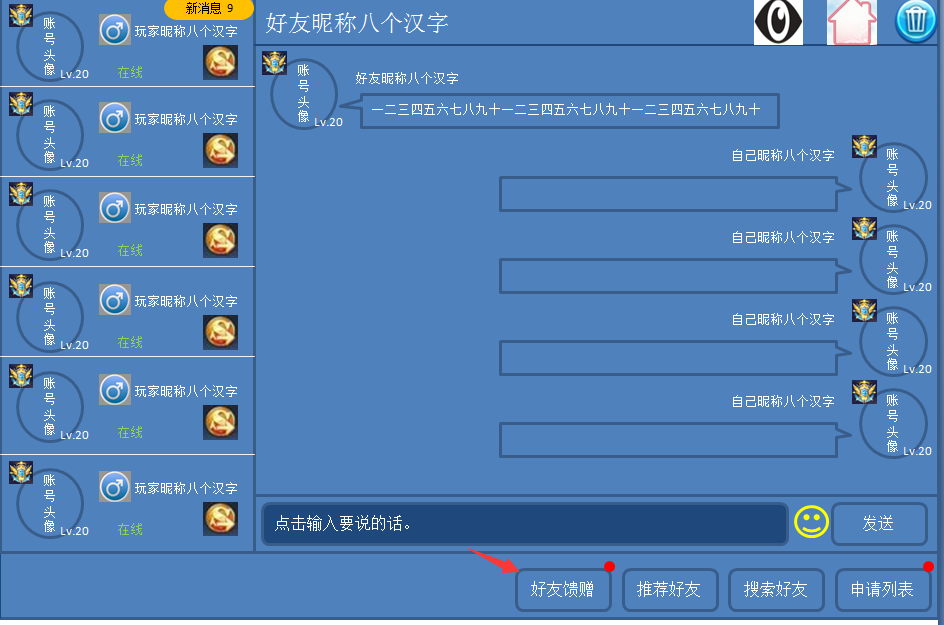 新消息 9
账号头像
Lv.20
玩家昵称八个汉字
在线
账号头像
Lv.20
玩家昵称八个汉字
在线
账号头像
Lv.20
玩家昵称八个汉字
在线
账号头像
Lv.20
玩家昵称八个汉字
在线
账号头像
Lv.20
玩家昵称八个汉字
在线
账号头像
Lv.20
玩家昵称八个汉字
在线
好友昵称八个汉字
账号头像
Lv.20
好友昵称八个汉字
一二三四五六七八九十一二三四五六七八九十一二三四五六七八九十
自己昵称八个汉字
账号头像
Lv.20
自己昵称八个汉字
账号头像
Lv.20
自己昵称八个汉字
账号头像
Lv.20
自己昵称八个汉字
账号头像
Lv.20
点击输入要说的话。
发送
好友馈赠
推荐好友
搜索好友
申请列表